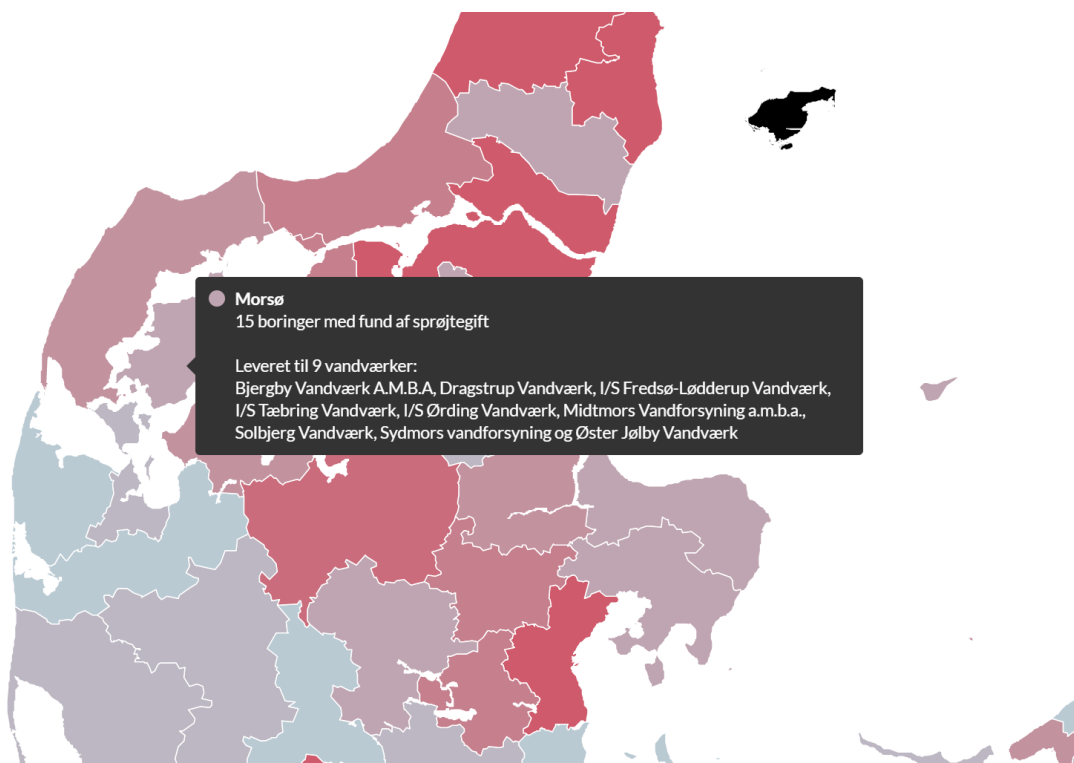 Morsø
15 boringer med fund af sprøjtegift
Leveret til 9 vandværker:
Bjergby Vandværk A.M.B.A, Dragstrup Vandværk, I/S Fredsø-Lødderup Vandværk,
I/S Tæbring Vandværk, I/S Ørding Vandværk, Midtmors Vandforsyning a.m.b.a.,
Solbjerg Vandværk, Sydmors vandforsyning og Øster Jølby Vandværk